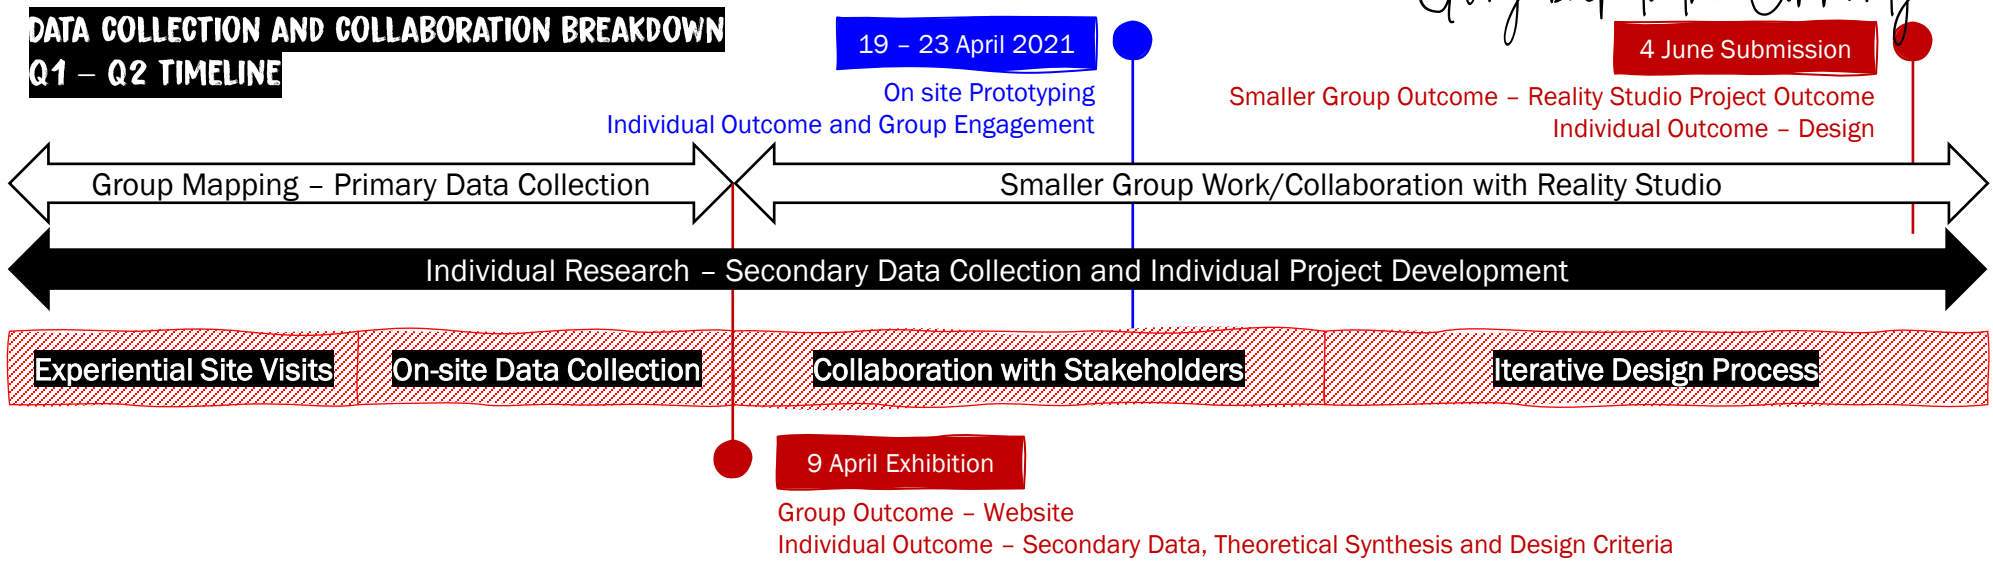 DATA COLLECTION AND COLLABORATION BREAKDOWN
Q1 – Q2 TIMELINE
19 – 23 April 2021
On site Prototyping
Individual Outcome and Group Engagement
4 June Submission
Smaller Group Outcome – Reality Studio Project Outcome
Individual Outcome – Design
Group Mapping – Primary Data Collection
Smaller Group Work/Collaboration with Reality Studio
Individual Research – Secondary Data Collection and Individual Project Development
Experiential Site Visits
On-site Data Collection
Collaboration with Stakeholders
Iterative Design Process
9 April Exhibition
Group Outcome – Website
Individual Outcome – Secondary Data, Theoretical Synthesis and Design Criteria